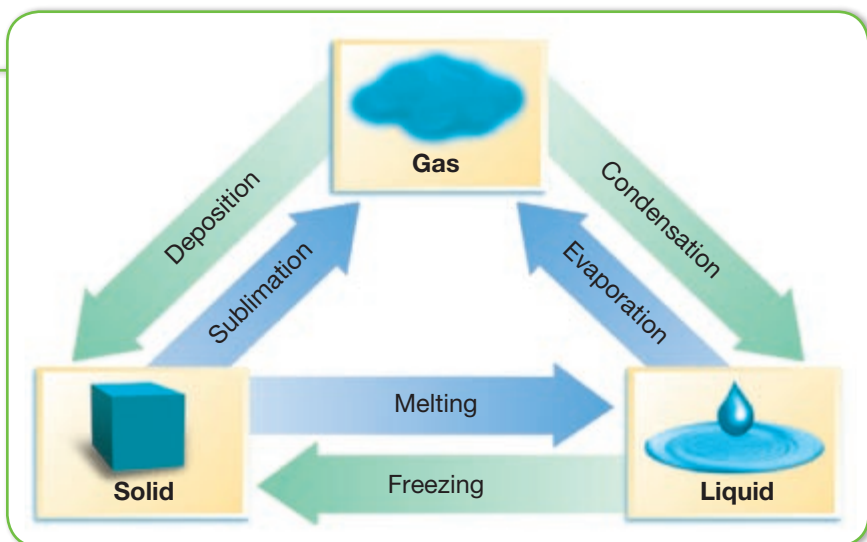 Gas
Deposition
Condensation
Sublimation
Evaporation
Melting
Solid
Freezing
Liquid